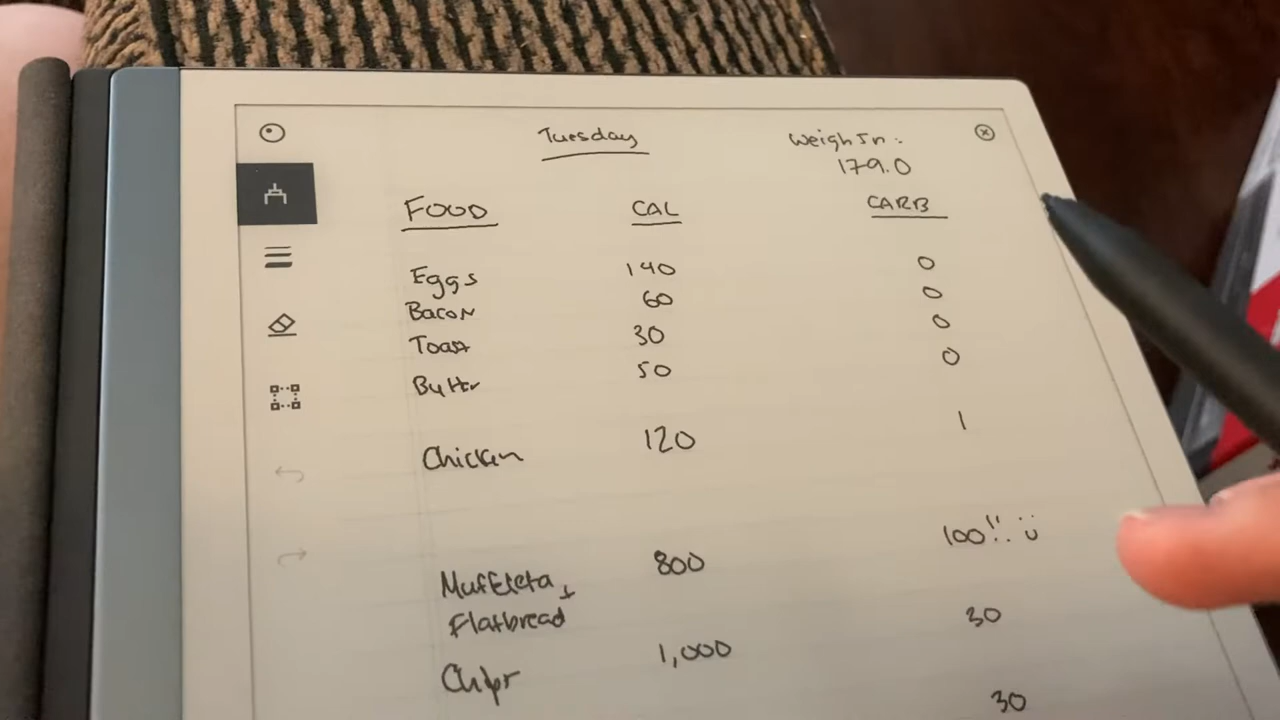 Tuesday
Weigh In:
179.0
FOOD CAL CARB
Eggs 140 0
Bacon 60 0
Toast 30 0
Butter 50 0
Chicken 120 1
Muffeleta + 800 100!! :)
Flatbread 30
1,000
30